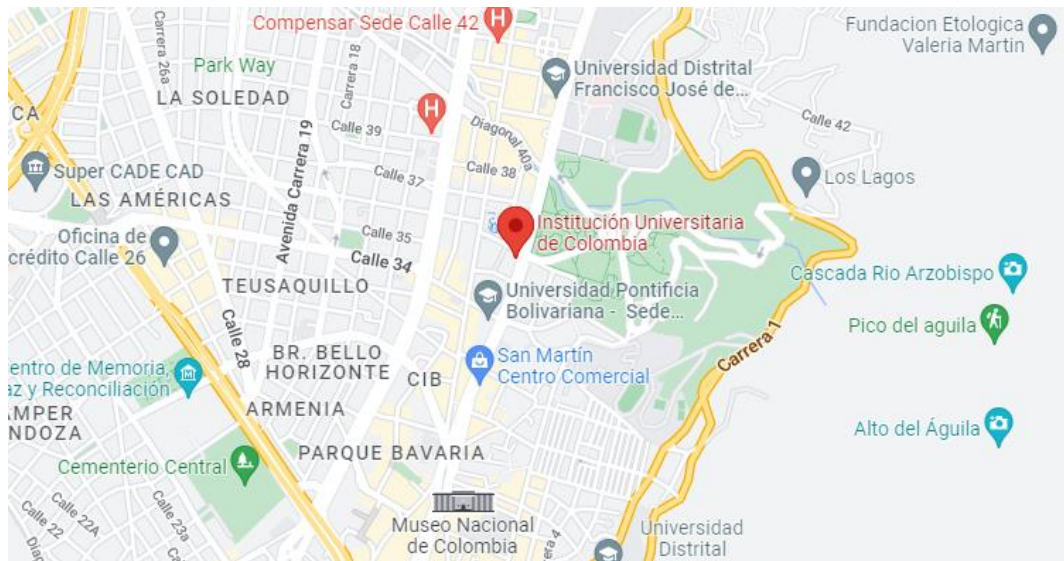 Compensar Sede Calle 42
Fundacion Etologica
Valeria Martin
Carrera 26a
Carrera 18
Park Way
Universidad Distrital
Francisco José de...
LA SOLEDAD
CA
Calle 39
Diagonal 40a
Calle 42
Avenida Carrera 19
Super CADE CAD
Calle 37
Calle 38
Los Lagos
LAS AMÉRICAS
Institución Universitaria
de Colombia
Oficina de
crédito Calle 26
Calle 35
Calle 34
Cascada Rio Arzobispo
TEUSAQUILLO
Universidad Pontificia
Bolivariana - Sede...
Calle 28
Pico del aguila
Carrera 1
BR. BELLO
HORIZONTE
San Martín
Centro Comercial
entro de Memoria,
az y Reconciliación
CIB
ARMENIA
AMPER
NDOZA
Alto del Águila
PARQUE BAVARIA
Cementerio Central
Calle 22A
Calle 22
Calle 23a
Museo Nacional
de Colombia
a 4
Universidad
Distrital